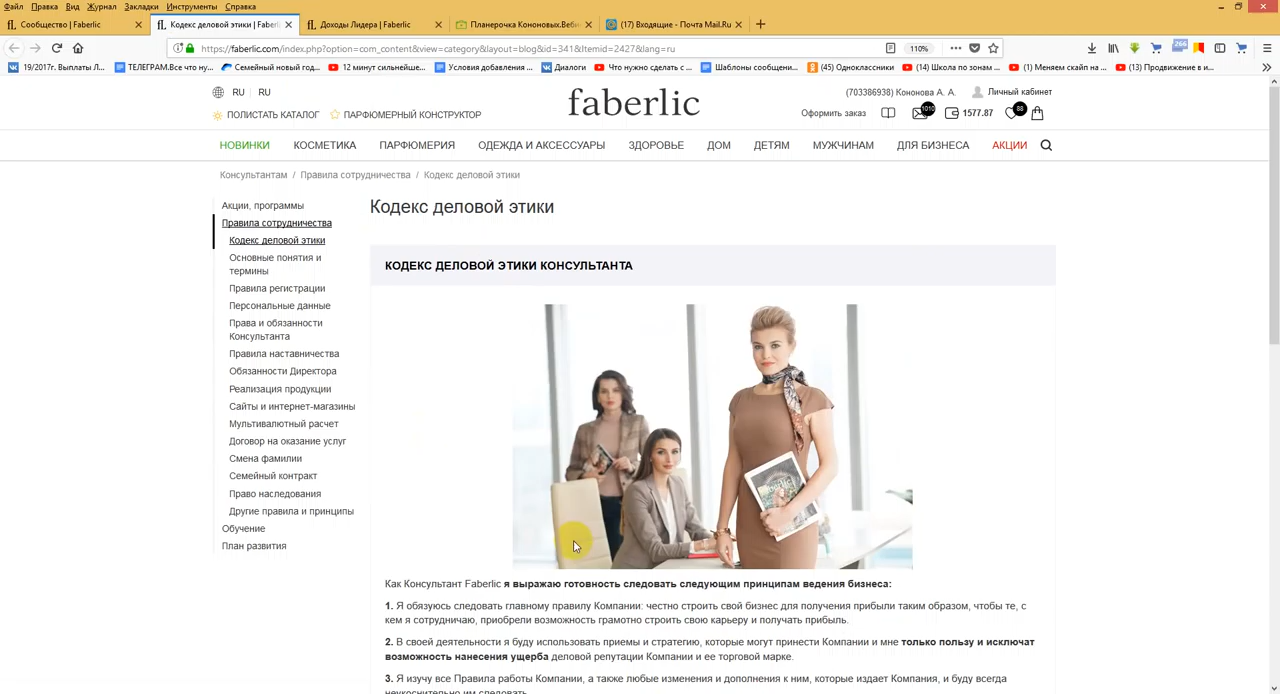 Файл Правка Вид Журнал Закладки Инструменты Справка
Сообщество | Faberlic
Кодекс деловой этики | Faberl
Доходы Лидера | Faberlic
Планерочка Кононовых.Веби
(17) Входящие - Почта Mail.Ru
https://faberlic.com/index.php?option=com_content&view=category&layout=blog&id=341&Itemid=2427&lang=ru
110%
266
19/2017г. Выплаты Л...
ТЕЛЕГРАМ.Все что ну...
Семейный новый год...
12 минут сильнейше...
Условия добавления ...
Диалоги
Что нужно сделать с ...
Шаблоны сообщени...
(45) Одноклассники
(14) Школа по зонам ...
(1) Меняем скайп на ...
(13) Продвижение в и...
RU RU
faberlic
(703386938) Кононова А. А. Личный кабинет
ПОЛИСТАТЬ КАТАЛОГ ПАРФЮМЕРНЫЙ КОНСТРУКТОР
Оформить заказ 1010 1577.87 88
НОВИНКИ КОСМЕТИКА ПАРФЮМЕРИЯ ОДЕЖДА И АКСЕССУАРЫ ЗДОРОВЬЕ ДОМ ДЕТЯМ МУЖЧИНАМ ДЛЯ БИЗНЕСА АКЦИИ
Консультантам / Правила сотрудничества / Кодекс деловой этики
Акции, программы
Правила сотрудничества
Кодекс деловой этики
Основные понятия и
термины
Правила регистрации
Персональные данные
Права и обязанности
Консультанта
Правила наставничества
Обязанности Директора
Реализация продукции
Сайты и интернет-магазины
Мультивалютный расчет
Договор на оказание услуг
Смена фамилии
Семейный контракт
Право наследования
Другие правила и принципы
Обучение
План развития
Кодекс деловой этики
КОДЕКС ДЕЛОВОЙ ЭТИКИ КОНСУЛЬТАНТА
Как Консультант Faberlic я выражаю готовность следовать следующим принципам ведения бизнеса:
1. Я обязуюсь следовать главному правилу Компании: честно строить свой бизнес для получения прибыли таким образом, чтобы те, с
кем я сотрудничаю, приобрели возможность грамотно строить свою карьеру и получать прибыль.
2. В своей деятельности я буду использовать приемы и стратегию, которые могут принести Компании и мне только пользу и исключат
возможность нанесения ущерба деловой репутации Компании и ее торговой марке.
3. Я изучу все Правила работы Компании, а также любые изменения и дополнения к ним, которые издает Компания, и буду всегда
неукоснительно им следовать.